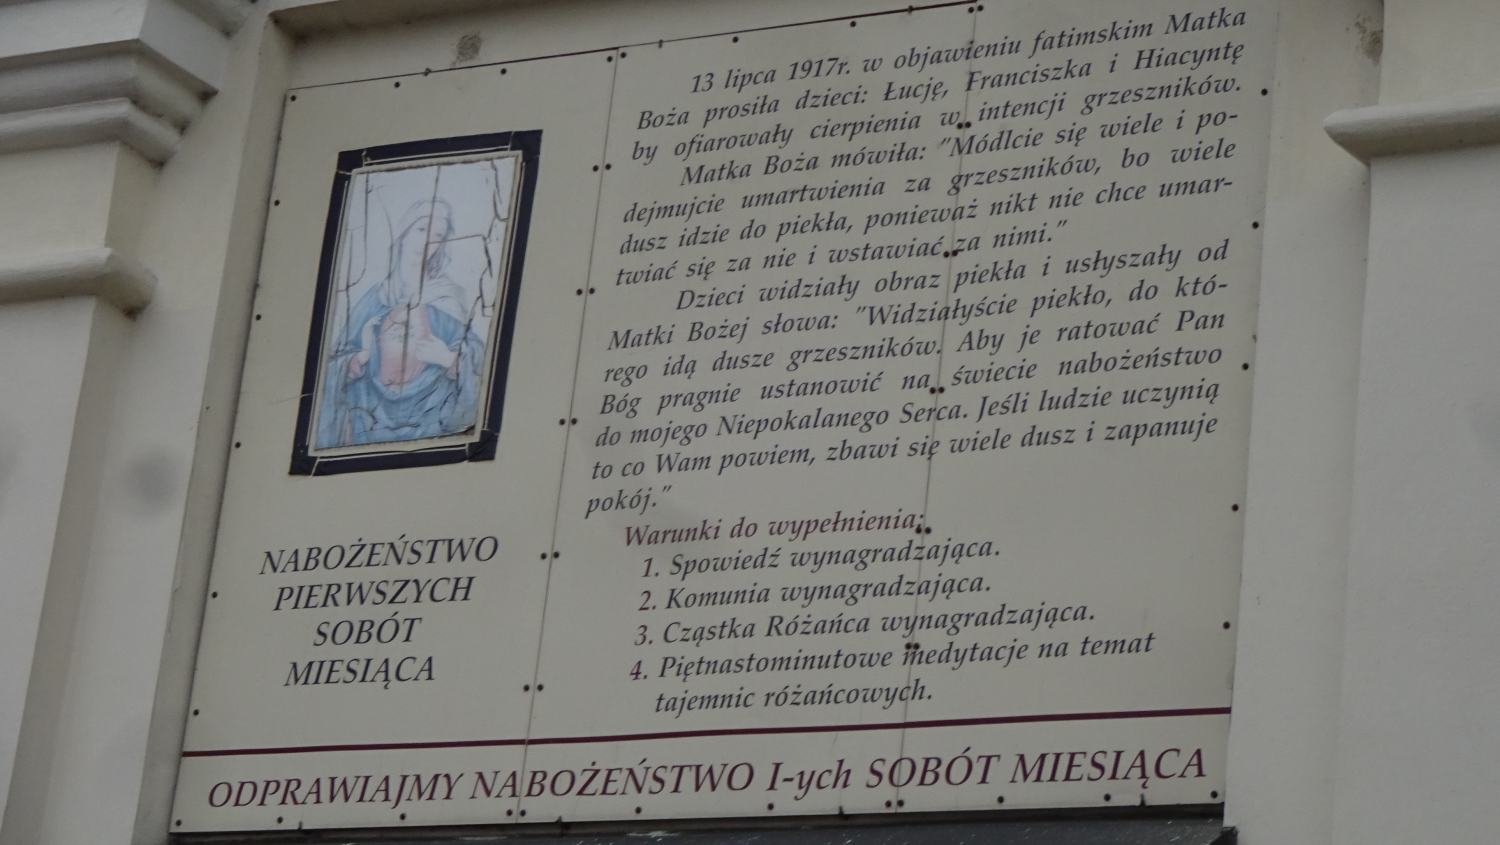 NABOŻEŃSTWO
PIERWSZYCH
SOBÓT
MIESIĄCA
13 lipca 1917r. w objawieniu fatimskim Matka
Boża prosiła dzieci: Łucję, Franciszka i Hiacyntę
by ofiarowały cierpienia w intencji grzeszników.
Matka Boża mówiła: "Módlcie się wiele i po-
dejmujcie umartwienia za grzeszników, bo wiele
dusz idzie do piekła, ponieważ nikt nie chce umar-
twiać się za nie i wstawiać za nimi."
Dzieci widziały obraz piekła i usłyszały od
Matki Bożej słowa: "Widziałyście piekło, do któ-
rego idą dusze grzeszników. Aby je ratować Pan
Bóg pragnie ustanowić na świecie nabożeństwo
do mojego Niepokalanego Serca. Jeśli ludzie uczynią
to co Wam powiem, zbawi się wiele dusz i zapanuje
pokój."
Warunki do wypełnienia:
1. Spowiedź wynagradzająca.
2. Komunia wynagradzająca.
3. Cząstka Różańca wynagradzająca.
4. Piętnastominutowe medytacje na temat
tajemnic różańcowych.
ODPRAWIAJMY NABOŻEŃSTWO I-ych SOBÓT MIESIĄCA